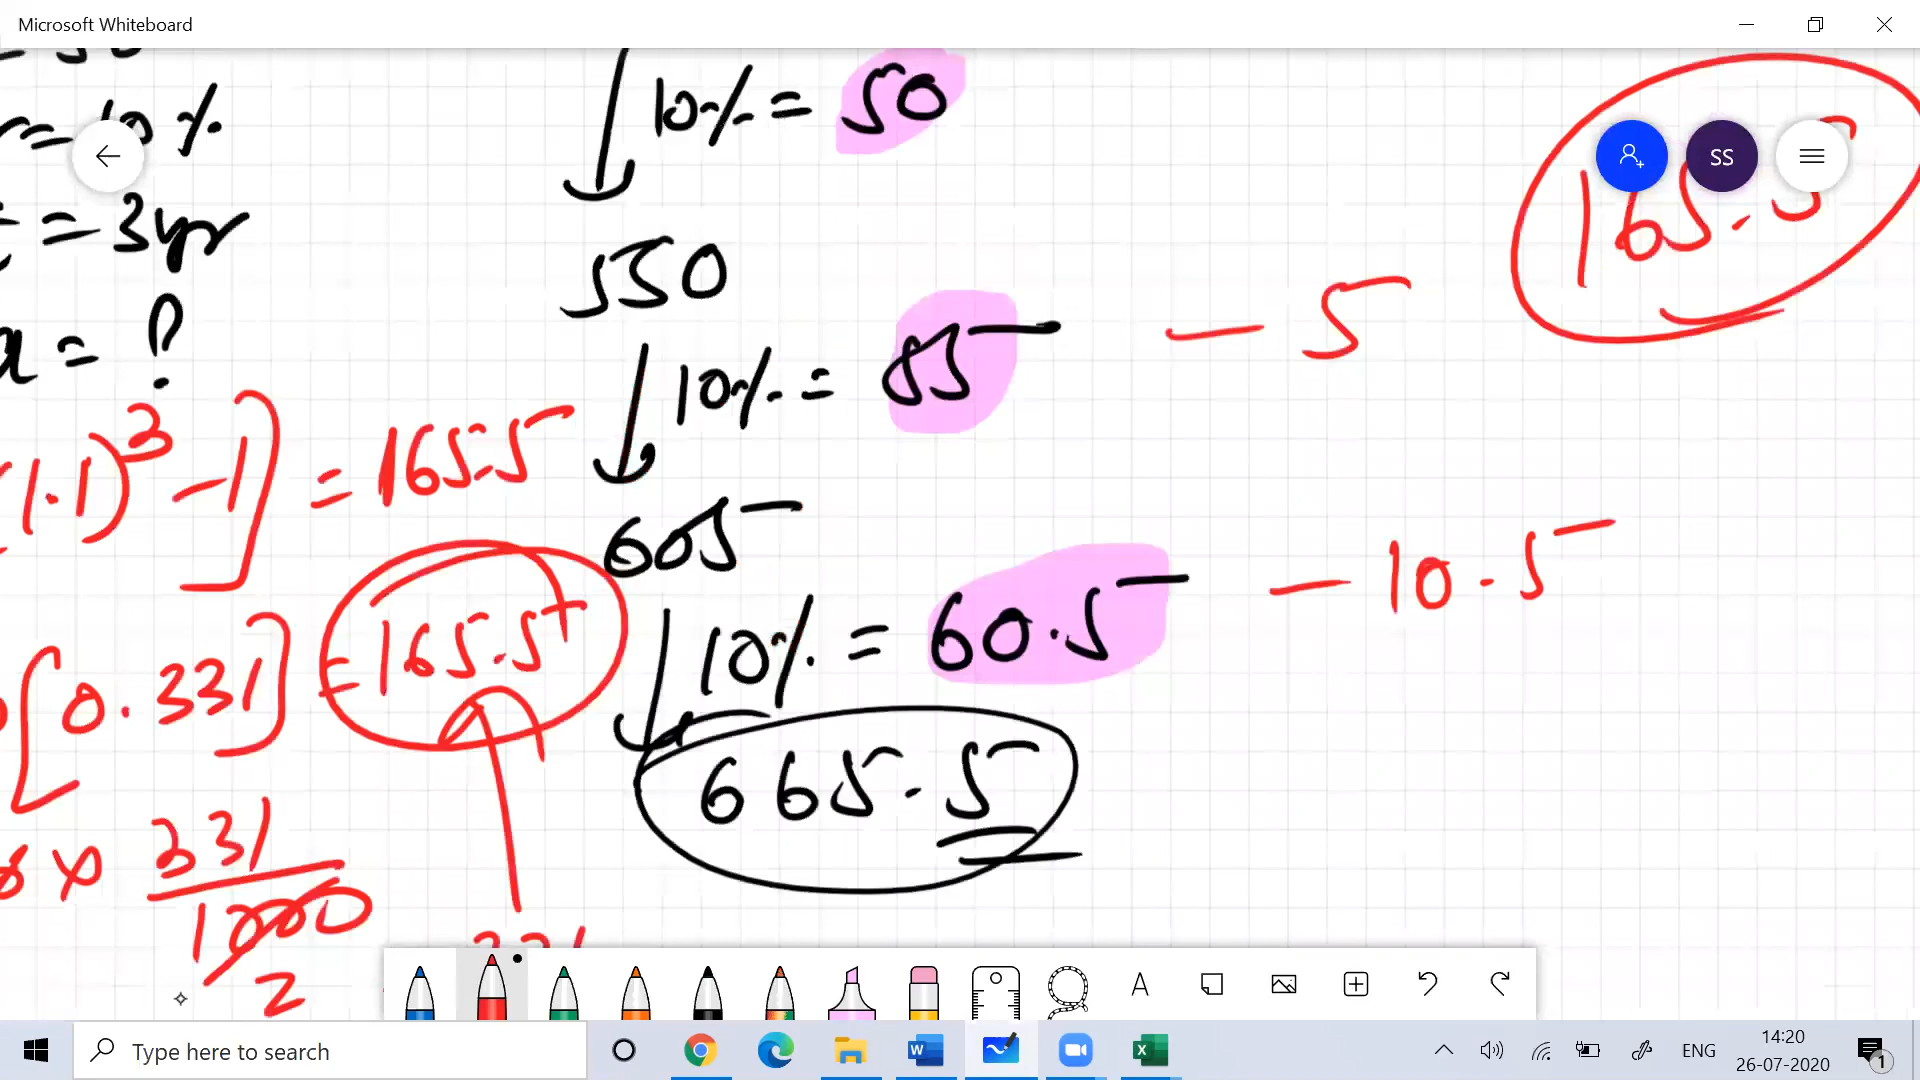 Microsoft Whiteboard
10% = 50
r = 10 %
SS
165.5
t = 3yr
550
= ?
10% = 55 - 5
(1.1)³ - 1] = 165.5
605
10% = 60.5 - 10.5
[0.331] = 165.5
665.5
x 331
1000
2
A
Type here to search
ENG
14:20
26-07-2020
1